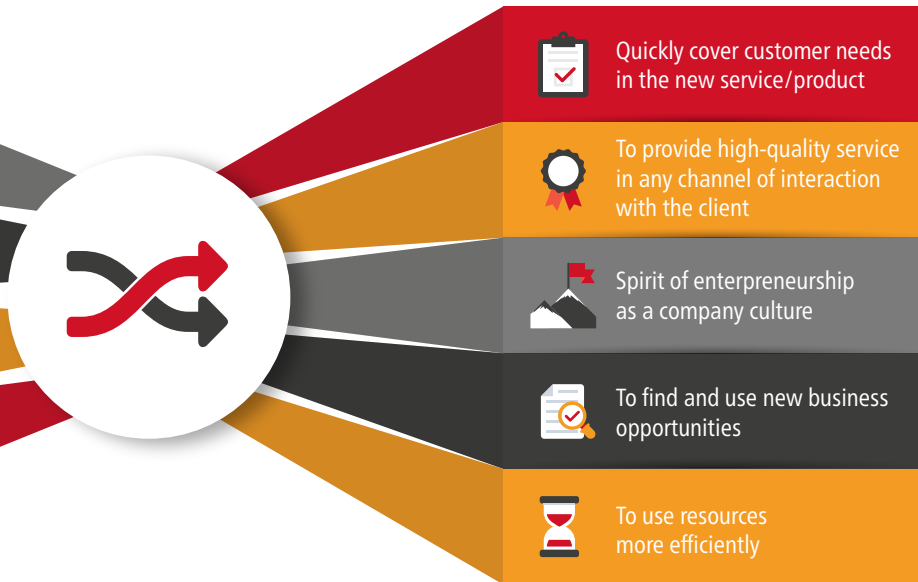 Quickly cover customer needs
in the new service/product
To provide high-quality service
in any channel of interaction
with the client
Spirit of enterpreneurship
as a company culture
To find and use new business
opportunities
To use resources
more efficiently